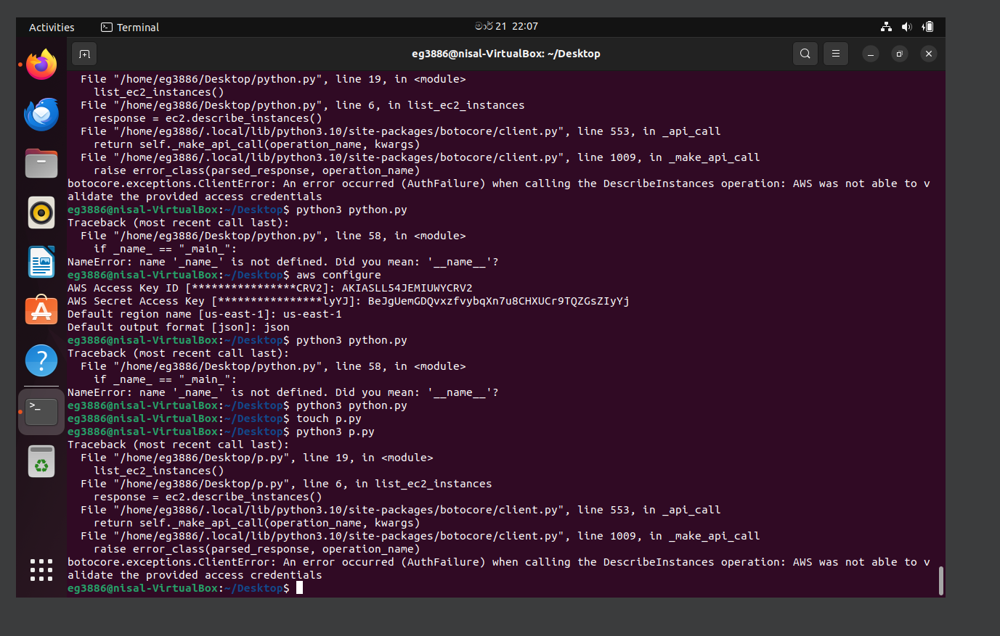 Activities
Terminal
මාර් 21 22:07
eg3886@nisal-VirtualBox: ~/Desktop
File "/home/eg3886/Desktop/python.py", line 19, in <module>
list_ec2_instances()
File "/home/eg3886/Desktop/python.py", line 6, in list_ec2_instances
response = ec2.describe_instances()
File "/home/eg3886/.local/lib/python3.10/site-packages/botocore/client.py", line 553, in _api_call
return self._make_api_call(operation_name, kwargs)
File "/home/eg3886/.local/lib/python3.10/site-packages/botocore/client.py", line 1009, in _make_api_call
raise error_class(parsed_response, operation_name)
botocore.exceptions.ClientError: An error occurred (AuthFailure) when calling the DescribeInstances operation: AWS was not able to v
alidate the provided access credentials
eg3886@nisal-VirtualBox:~/Desktop$ python3 python.py
Traceback (most recent call last):
File "/home/eg3886/Desktop/python.py", line 58, in <module>
if _name_ == "_main_":
NameError: name '_name_' is not defined. Did you mean: '__name__'?
eg3886@nisal-VirtualBox:~/Desktop$ aws configure
AWS Access Key ID [****************CRV2]: AKIASLL54JEMIUWYCRV2
AWS Secret Access Key [****************lyYJ]: 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
Default region name [us-east-1]: us-east-1
Default output format [json]: json
eg3886@nisal-VirtualBox:~/Desktop$ python3 python.py
Traceback (most recent call last):
File "/home/eg3886/Desktop/python.py", line 58, in <module>
if _name_ == "_main_":
NameError: name '_name_' is not defined. Did you mean: '__name__'?
eg3886@nisal-VirtualBox:~/Desktop$ python3 python.py
eg3886@nisal-VirtualBox:~/Desktop$ touch p.py
eg3886@nisal-VirtualBox:~/Desktop$ python3 p.py
Traceback (most recent call last):
File "/home/eg3886/Desktop/p.py", line 19, in <module>
list_ec2_instances()
File "/home/eg3886/Desktop/p.py", line 6, in list_ec2_instances
response = ec2.describe_instances()
File "/home/eg3886/.local/lib/python3.10/site-packages/botocore/client.py", line 553, in _api_call
return self._make_api_call(operation_name, kwargs)
File "/home/eg3886/.local/lib/python3.10/site-packages/botocore/client.py", line 1009, in _make_api_call
raise error_class(parsed_response, operation_name)
botocore.exceptions.ClientError: An error occurred (AuthFailure) when calling the DescribeInstances operation: AWS was not able to v
alidate the provided access credentials
eg3886@nisal-VirtualBox:~/Desktop$